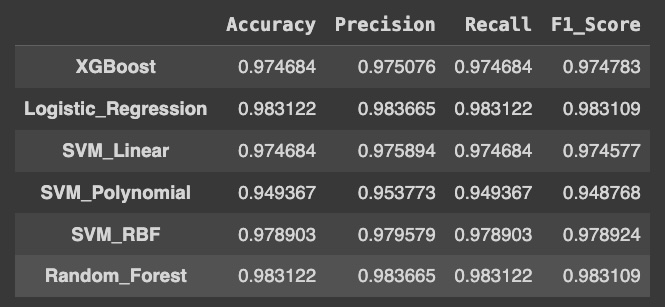 Accuracy Precision Recall F1_Score
XGBoost 0.974684 0.975076 0.974684 0.974783
Logistic_Regression 0.983122 0.983665 0.983122 0.983109
SVM_Linear 0.974684 0.975894 0.974684 0.974577
SVM_Polynomial 0.949367 0.953773 0.949367 0.948768
SVM_RBF 0.978903 0.979579 0.978903 0.978924
Random_Forest 0.983122 0.983665 0.983122 0.983109